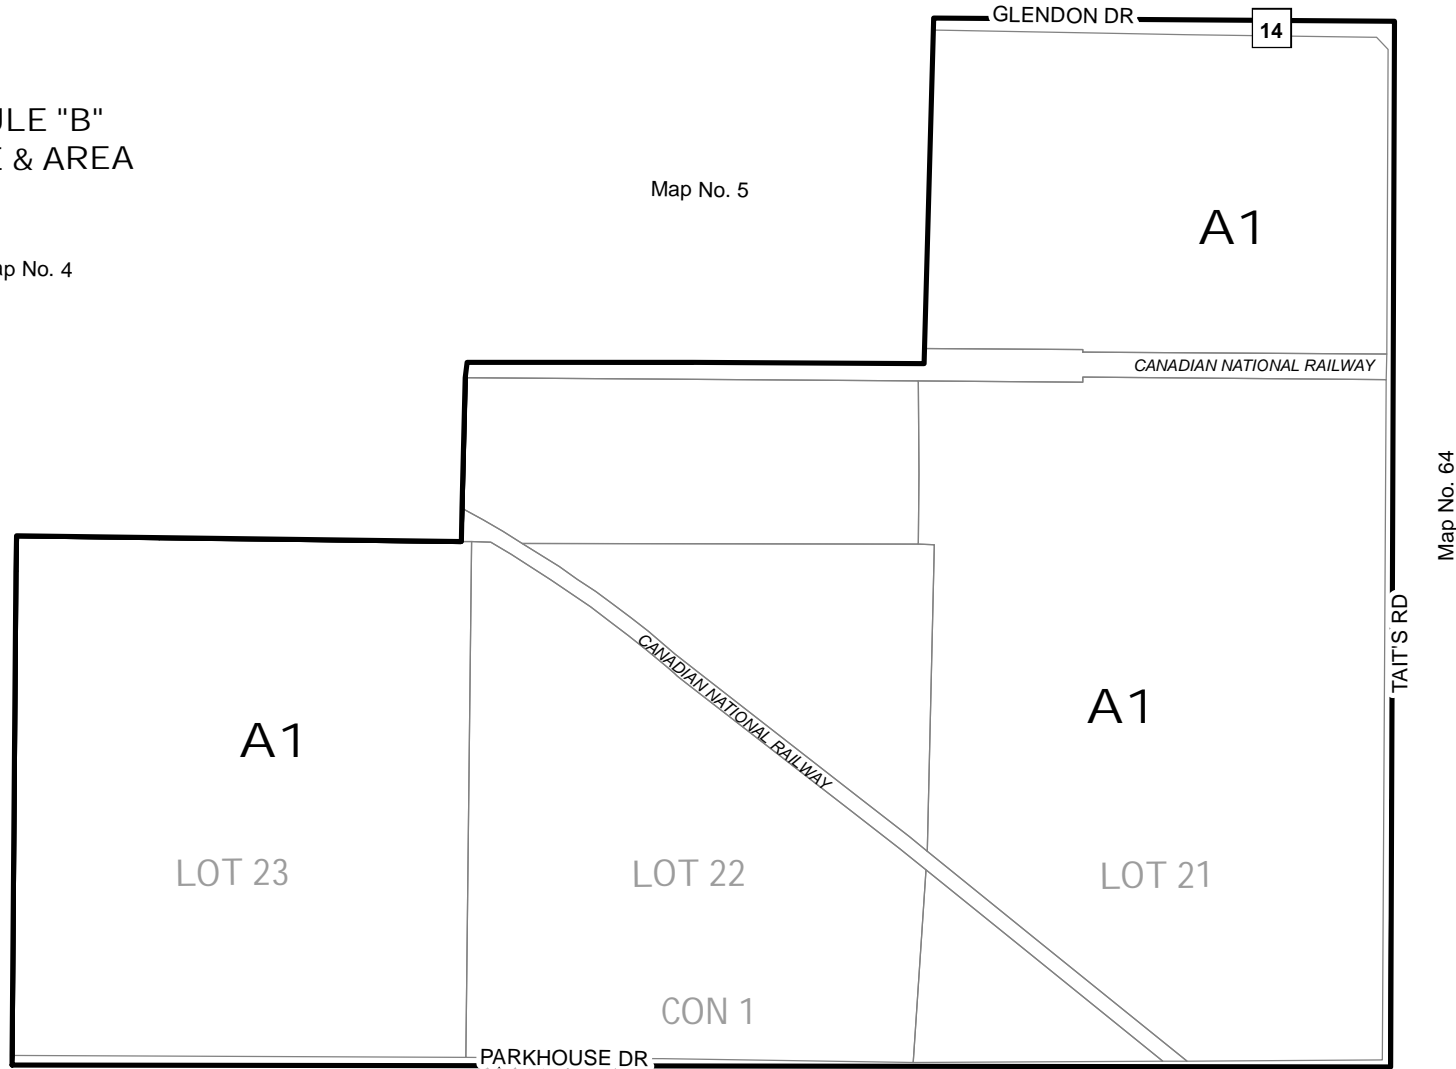 GLENDON DR
14
"B"
& AREA
Map No. 5
No. 4
A1
CANADIAN NATIONAL RAILWAY
Map No. 64
TAIT'S RD
CANADIAN NATIONAL RAILWAY
A1
A1
LOT 23
LOT 22
LOT 21
CON 1
PARKHOUSE DR